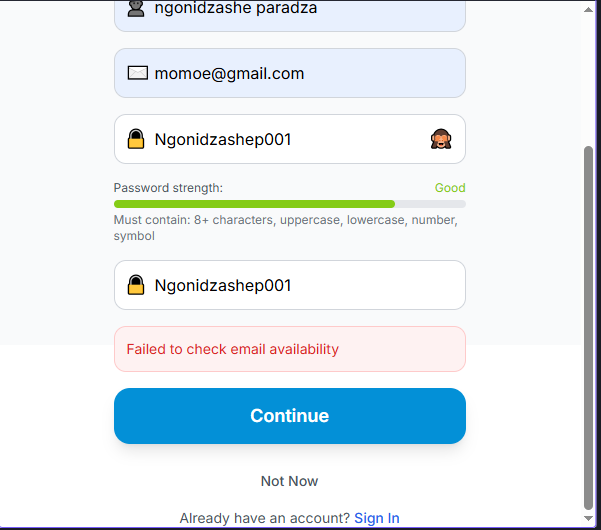 ngonidzashe paradza
momoe@gmail.com
Ngonidzashep001
Password strength: Good
Must contain: 8+ characters, uppercase, lowercase, number,
symbol
Ngonidzashep001
Failed to check email availability
Continue
Not Now
Already have an account? Sign In